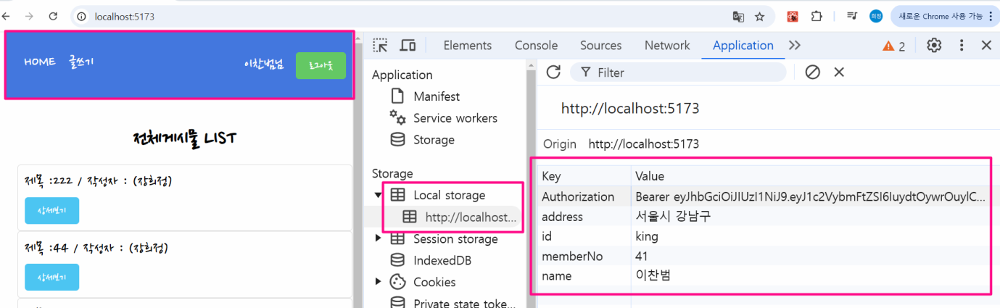 localhost:5173
희정
새로운 Chrome 사용 가능
HOME 글쓰기 이찬범님 로그아웃
전체게시물 LIST
제목 :222 / 작성자 : (장희정)
상세보기
제목 :44 / 작성자 : (장희정)
상세보기
Elements Console Sources Network Application 2
Application
Manifest
Service workers
Storage
Storage
Local storage
http://localhost...
Session storage
IndexedDB
Cookies
Private state toke...
Filter
http://localhost:5173
Origin http://localhost:5173
Key Value
Authorization Bearer eyJhbGciOiJIUzI1NiJ9.eyJ1c2VybmFtZSI6IuydtOywrOuylC...
address 서울시 강남구
id king
memberNo 41
name 이찬범